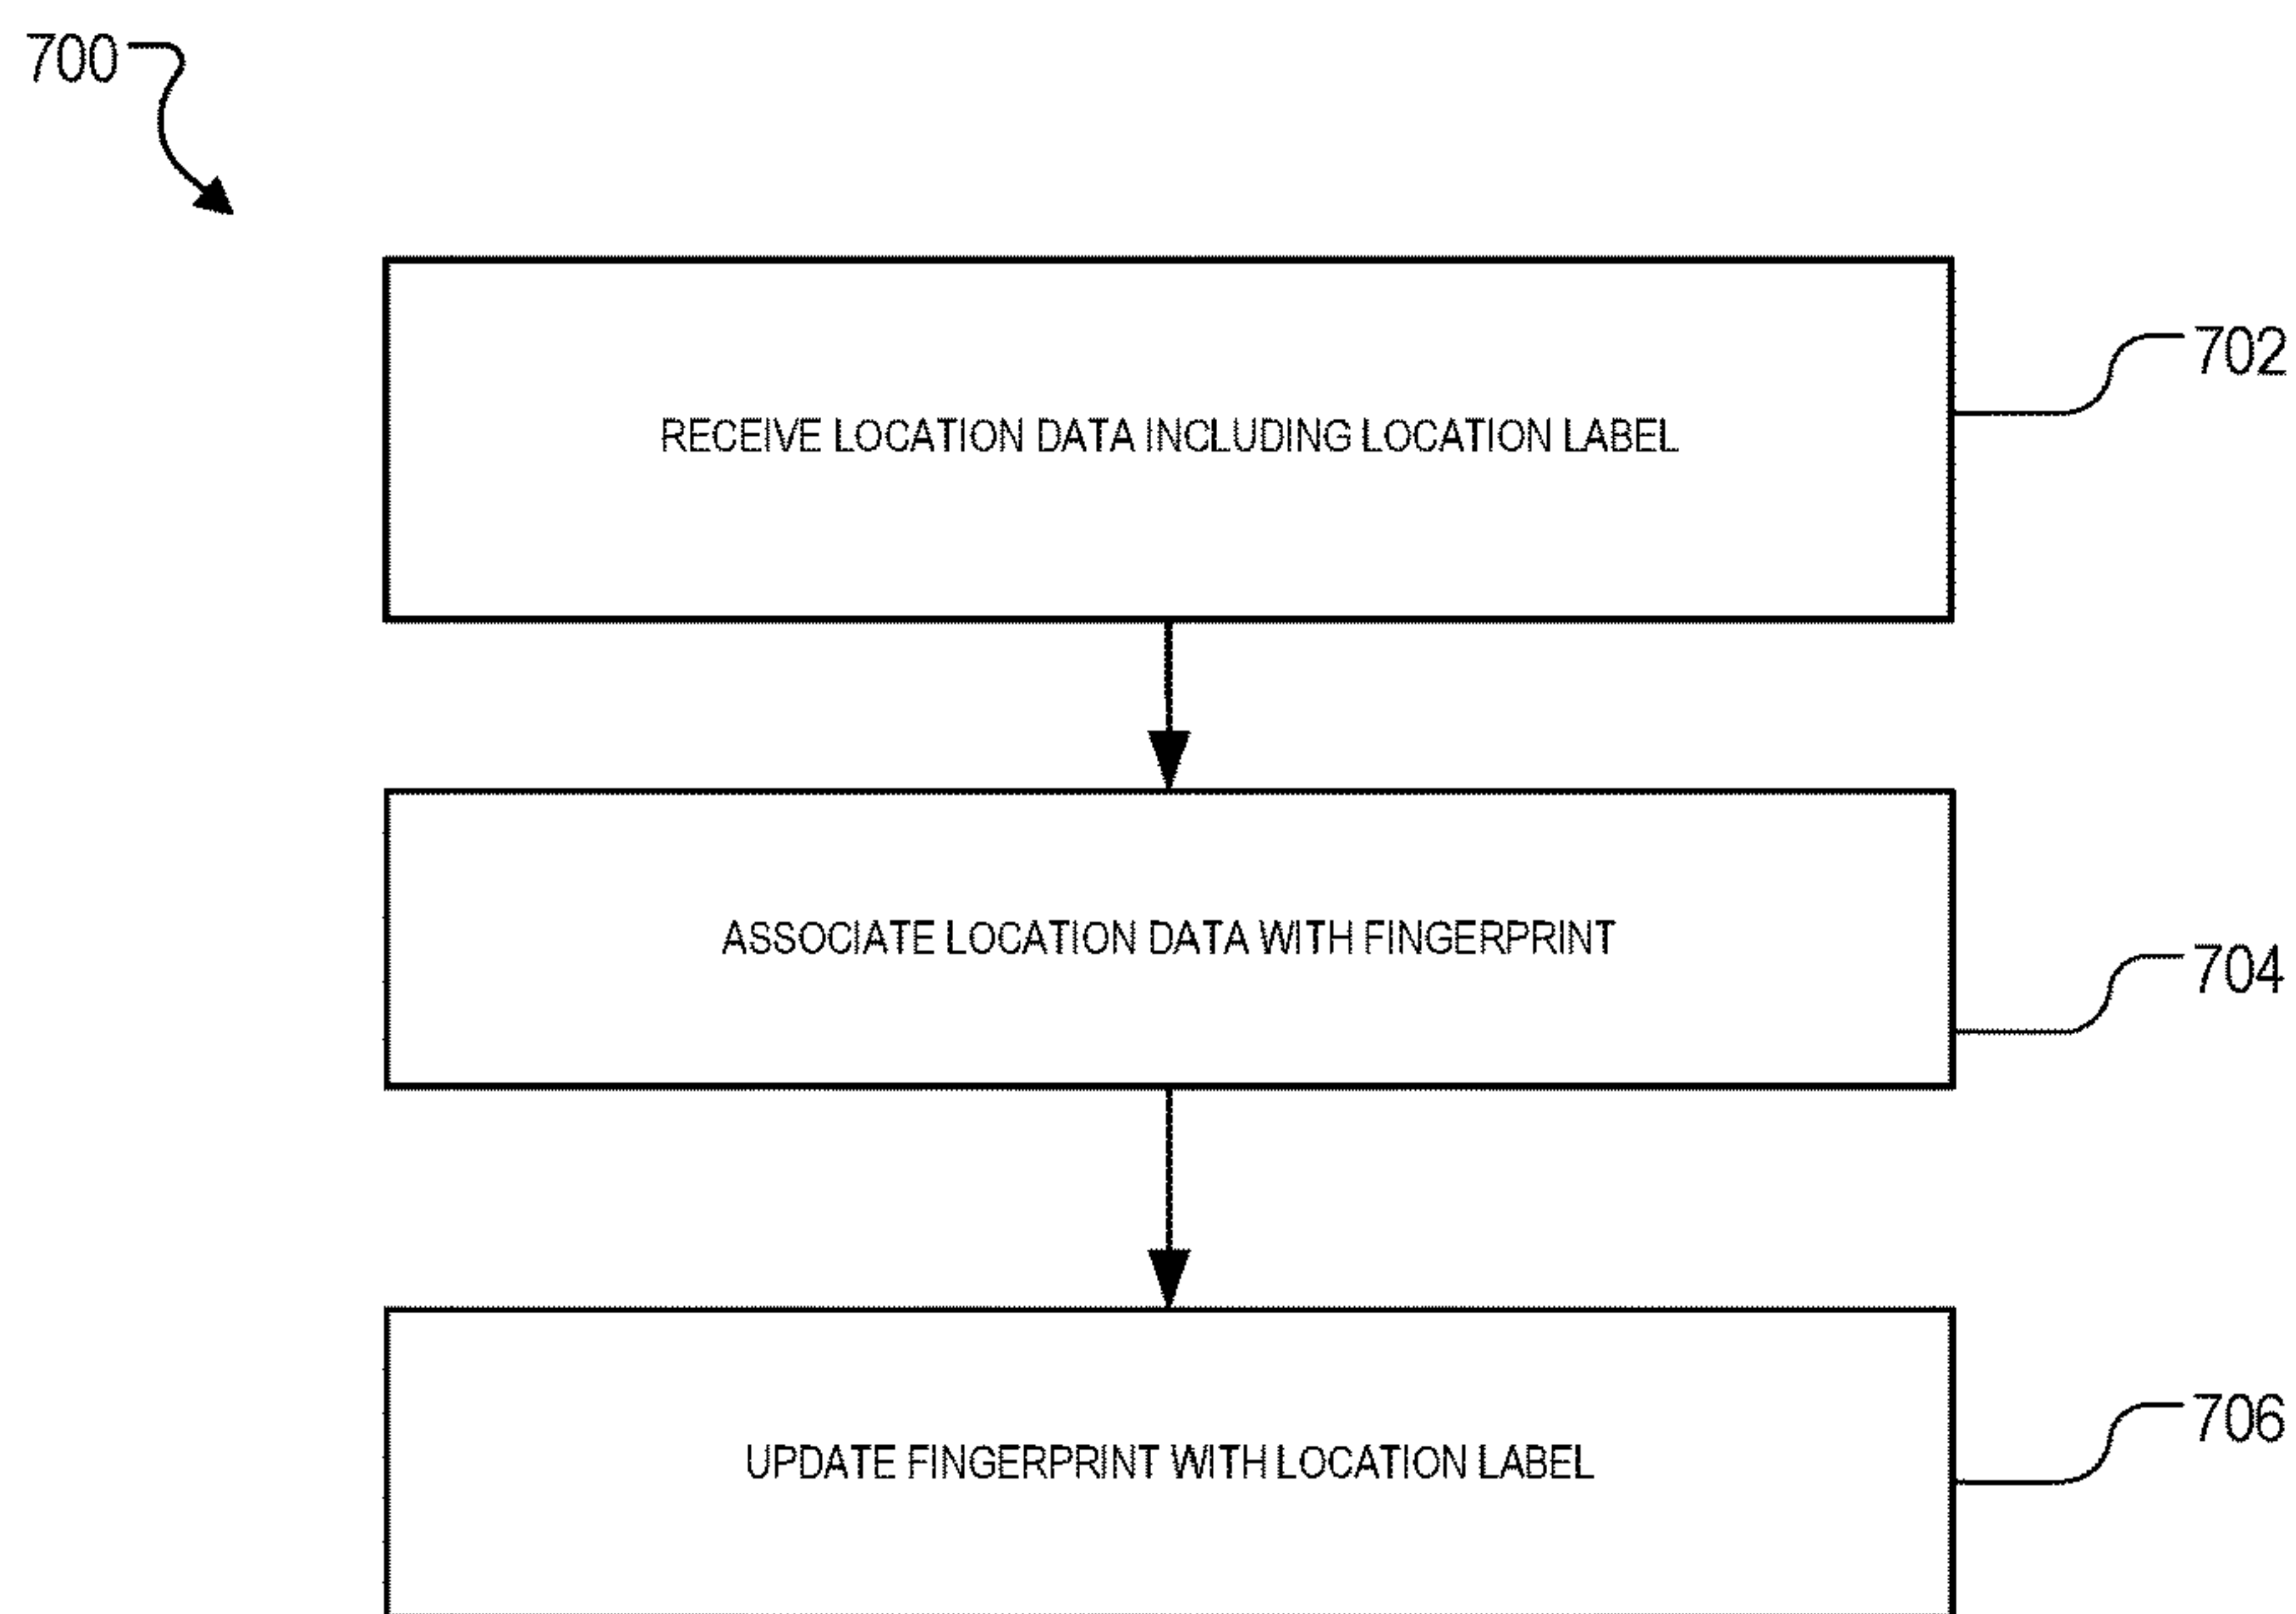 700
RECEIVE LOCATION DATA INCLUDING LOCATION LABEL
702
ASSOCIATE LOCATION DATA WITH FINGERPRINT
704
UPDATE FINGERPRINT WITH LOCATION LABEL
706